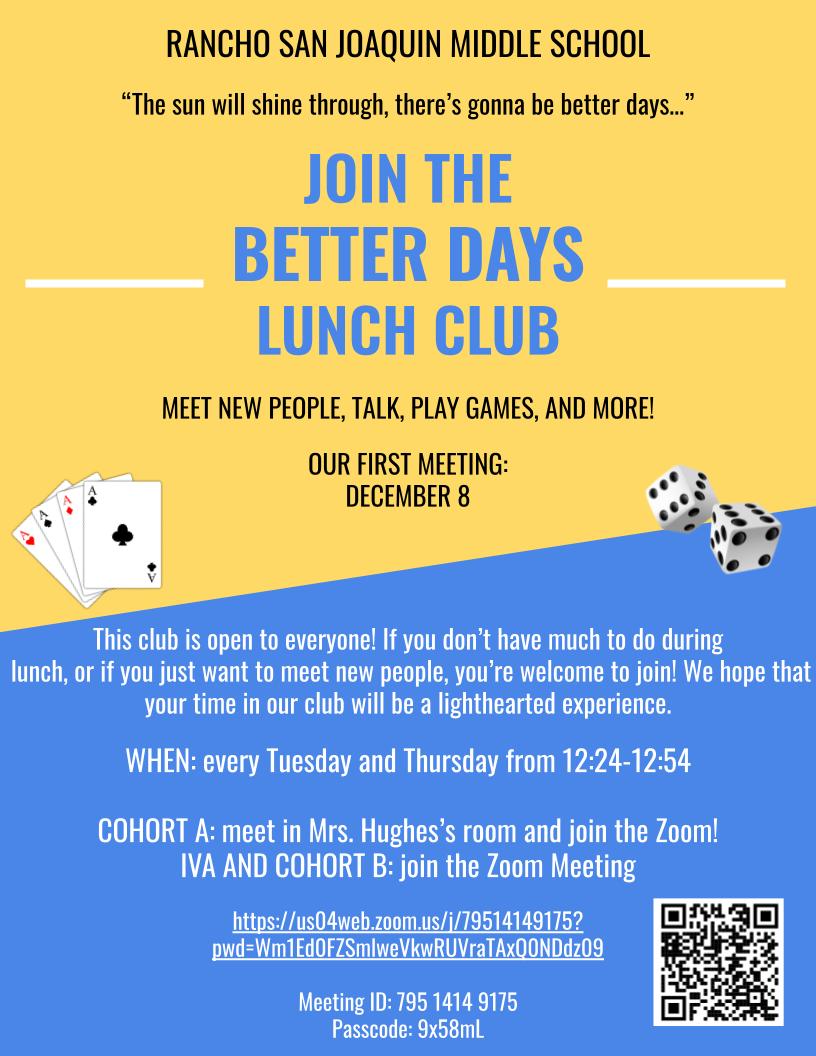 RANCHO SAN JOAQUIN MIDDLE SCHOOL
“The sun will shine through, there’s gonna be better days...”
JOIN THE
BETTER DAYS
LUNCH CLUB
MEET NEW PEOPLE, TALK, PLAY GAMES, AND MORE!
OUR FIRST MEETING:
DECEMBER 8
A
A
A
A
A
This club is open to everyone! If you don’t have much to do during
lunch, or if you just want to meet new people, you’re welcome to join! We hope that
your time in our club will be a lighthearted experience.
WHEN: every Tuesday and Thursday from 12:24-12:54
COHORT A: meet in Mrs. Hughes’s room and join the Zoom!
IVA AND COHORT B: join the Zoom Meeting
https://us04web.zoom.us/j/79514149175?
pwd=Wm1Ed0FZSmlweVkwRUVraTAxQ0NDdz09
Meeting ID: 795 1414 9175
Passcode: 9x58mL